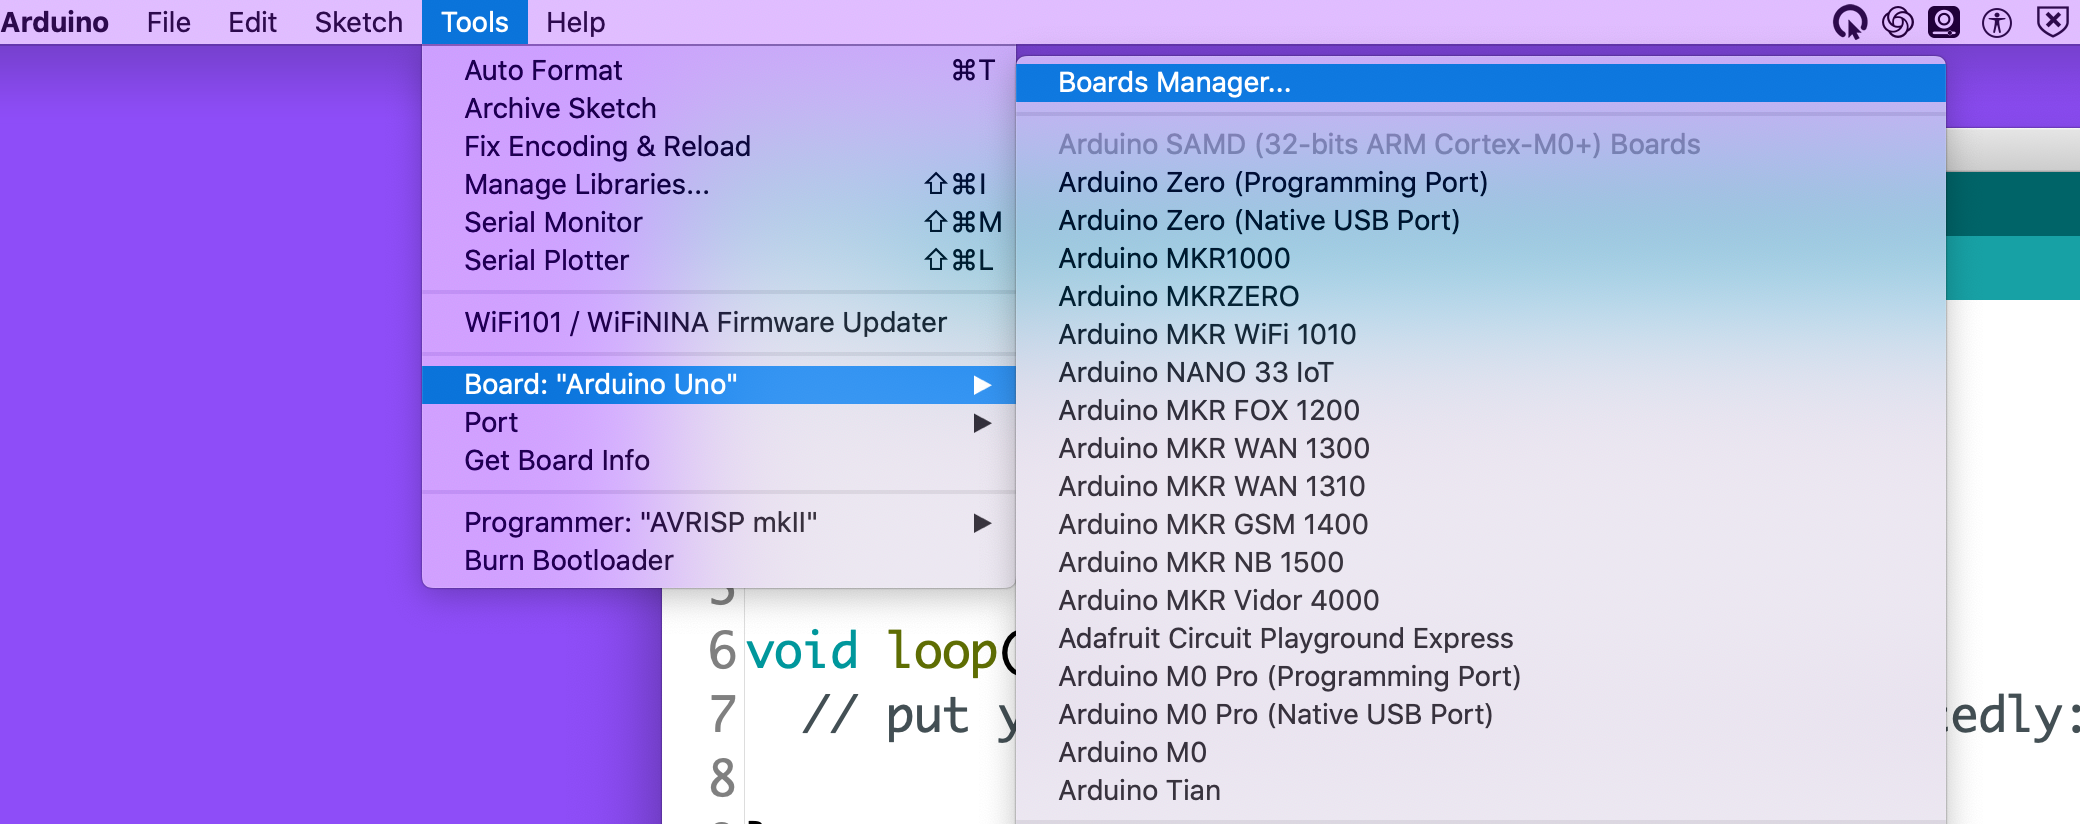 Arduino File Edit Sketch Tools Help
Auto Format ⌘T
Archive Sketch
Fix Encoding & Reload
Manage Libraries... ⇧⌘I
Serial Monitor ⇧⌘M
Serial Plotter ⇧⌘L
WiFi101 / WiFiNINA Firmware Updater
Board: "Arduino Uno"
Port
Get Board Info
Programmer: "AVRISP mkII"
Burn Bootloader
Boards Manager...
Arduino SAMD (32-bits ARM Cortex-M0+) Boards
Arduino Zero (Programming Port)
Arduino Zero (Native USB Port)
Arduino MKR1000
Arduino MKRZERO
Arduino MKR WiFi 1010
Arduino NANO 33 IoT
Arduino MKR FOX 1200
Arduino MKR WAN 1300
Arduino MKR WAN 1310
Arduino MKR GSM 1400
Arduino MKR NB 1500
Arduino MKR Vidor 4000
Adafruit Circuit Playground Express
Arduino M0 Pro (Programming Port)
Arduino M0 Pro (Native USB Port)
Arduino M0
Arduino Tian
5
6 void loop(
7 // put y edly:
8